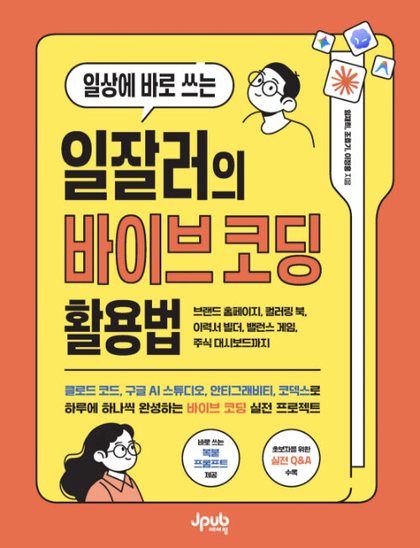 일상에 바로 쓰는
일잘러의
바이브 코딩
활용법
브랜드 홈페이지, 컬러링 북,
이력서 빌더, 밸런스 게임,
주식 대시보드까지
클로드 코드, 구글 AI 스튜디오, 안티그래비티, 코덱스로
하루에 하나씩 완성하는 바이브 코딩 실전 프로젝트
바로 쓰는
복붙
프롬프트
제공
초보자를 위한
실전 Q&A
수록
지음
Jpub
제이펍